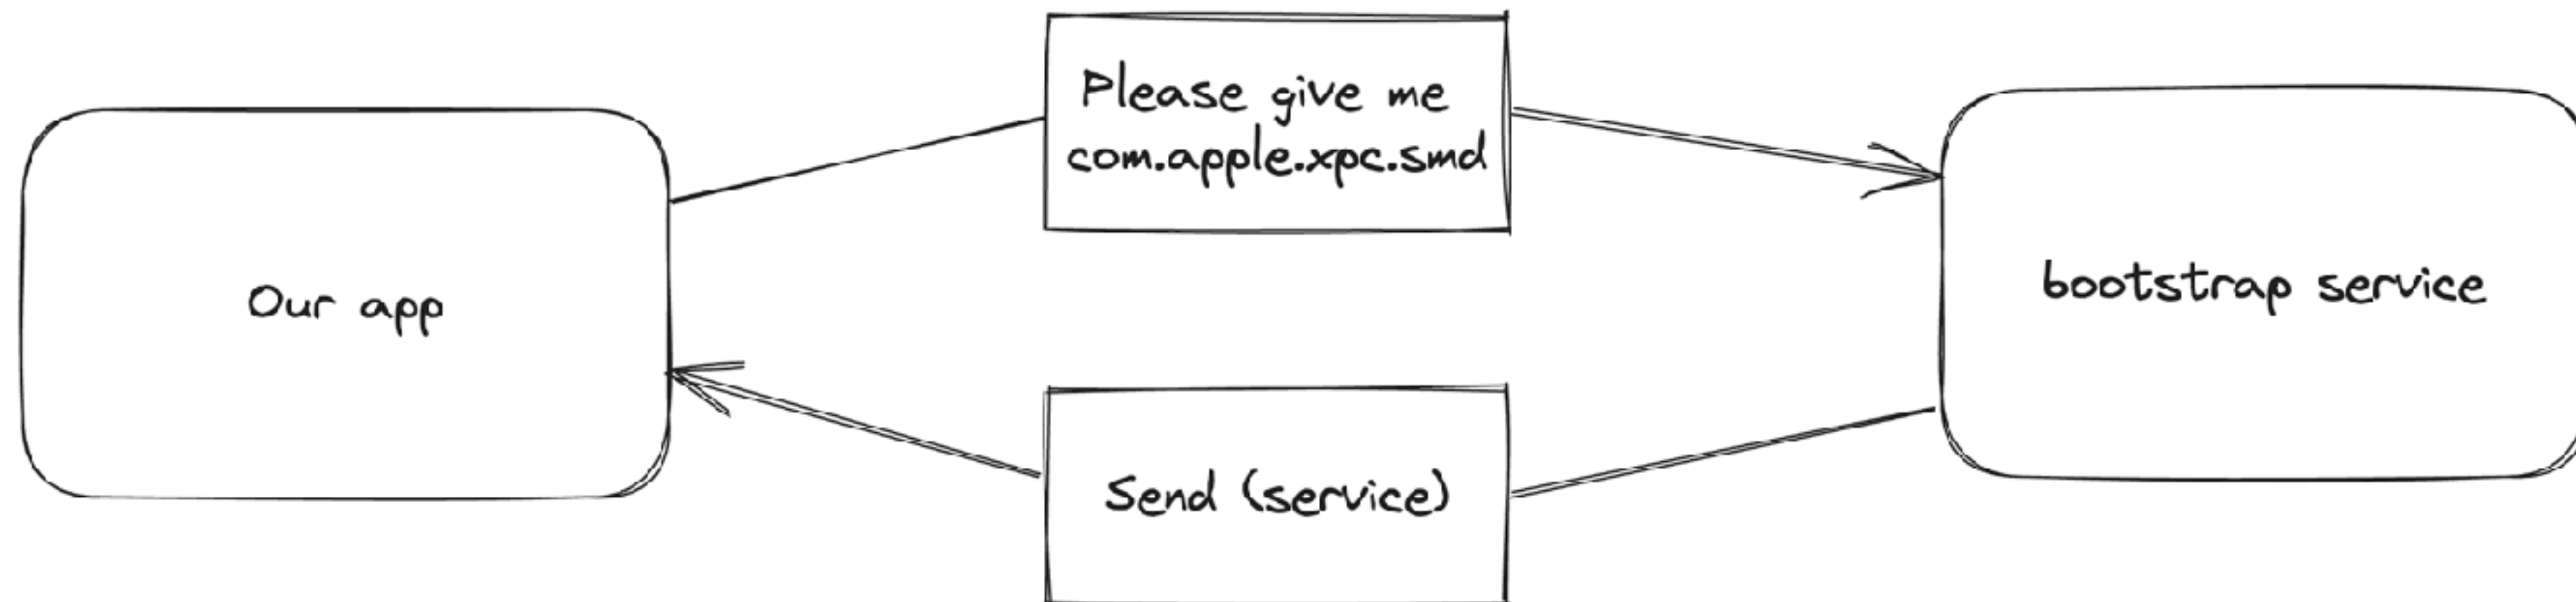 Please give me
com.apple.xpc.smd
Our app
bootstrap service
Send (service)